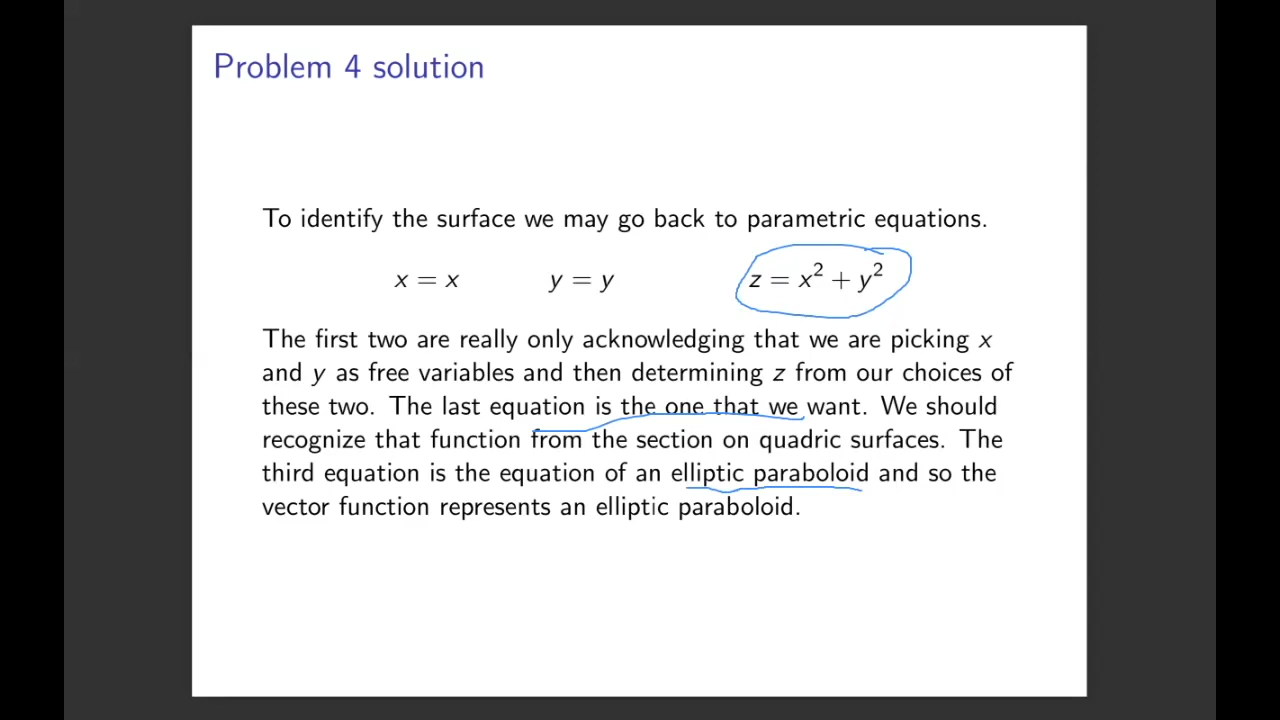 Problem 4 solution
To identify the surface we may go back to parametric equations.
x = x y = y z = x² + y²
The first two are really only acknowledging that we are picking x
and y as free variables and then determining z from our choices of
these two. The last equation is the one that we want. We should
recognize that function from the section on quadric surfaces. The
third equation is the equation of an elliptic paraboloid and so the
vector function represents an elliptic paraboloid.